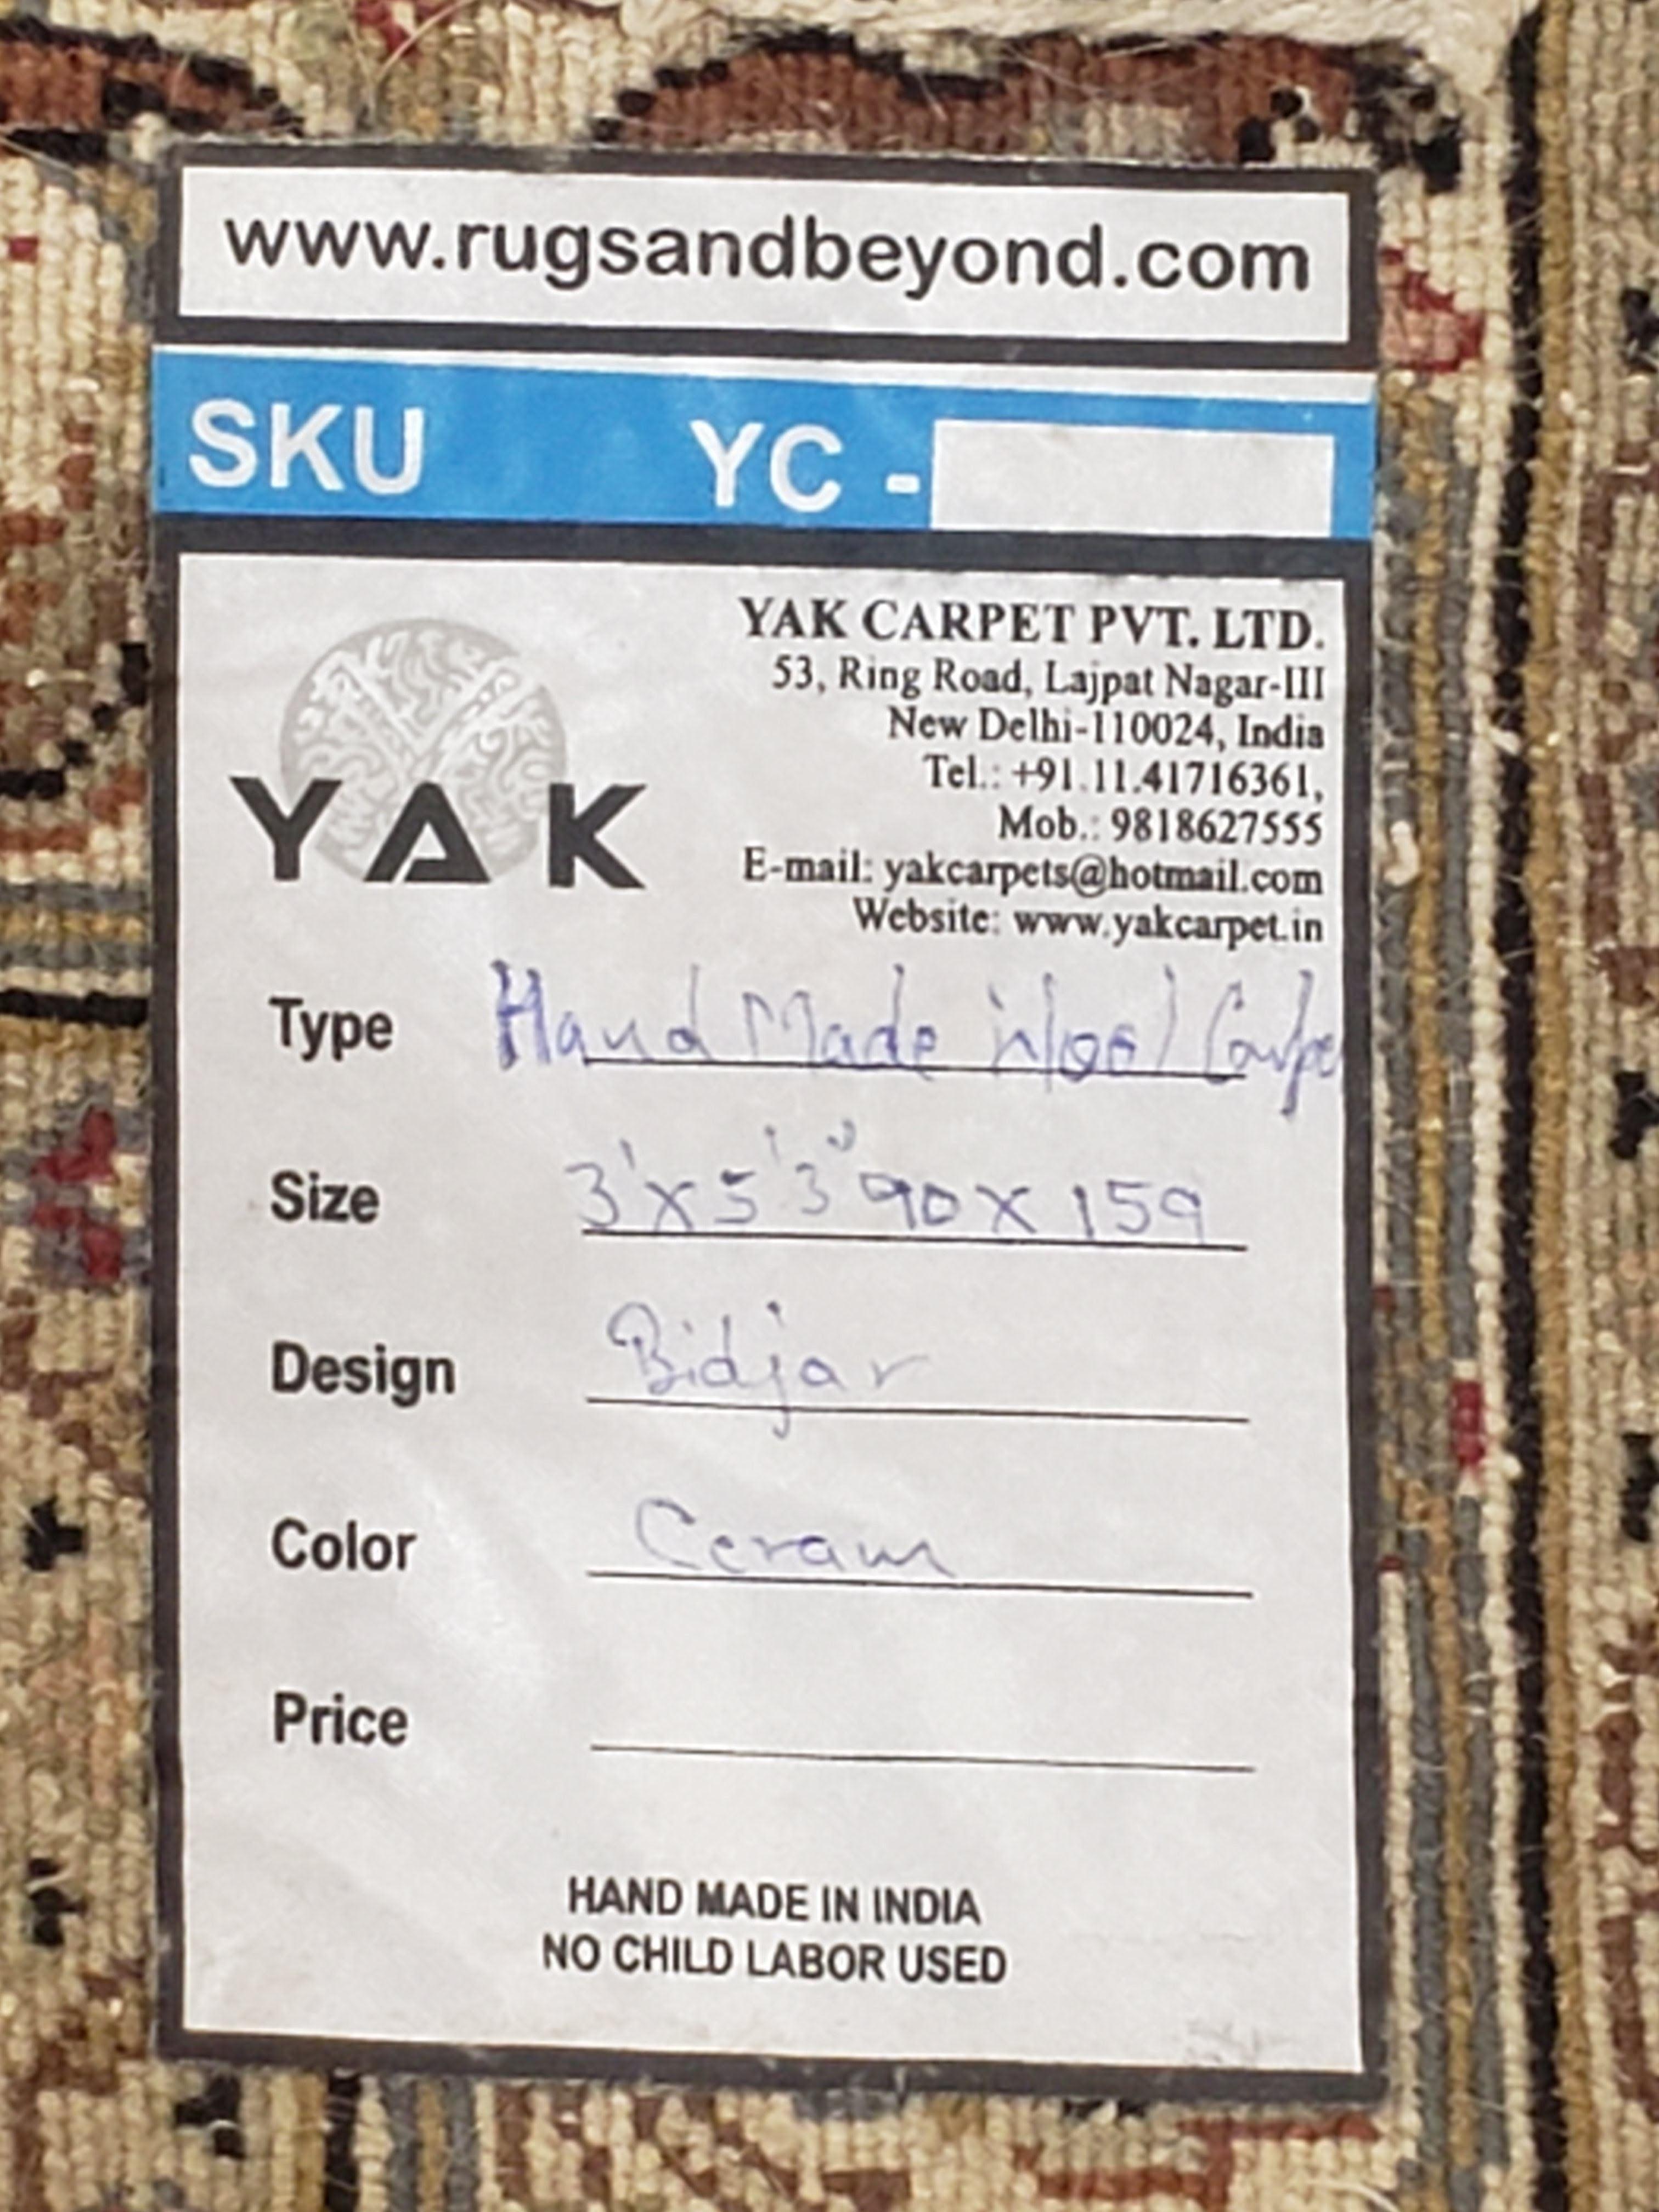 www.rugsandbeyond.com
SKU YC -
YAK
YAK CARPET PVT. LTD.
53, Ring Road, Lajpat Nagar-III
New Delhi-110024, India
Tel.: +91.11.41716361,
Mob.: 9818627555
E-mail: yakcarpets@hotmail.com
Website: www.yakcarpet.in
Type Hand Made Wool Carpe
Size 3'x5'3" 90x159
Design Bidjar
Color Ceram
Price
HAND MADE IN INDIA
NO CHILD LABOR USED